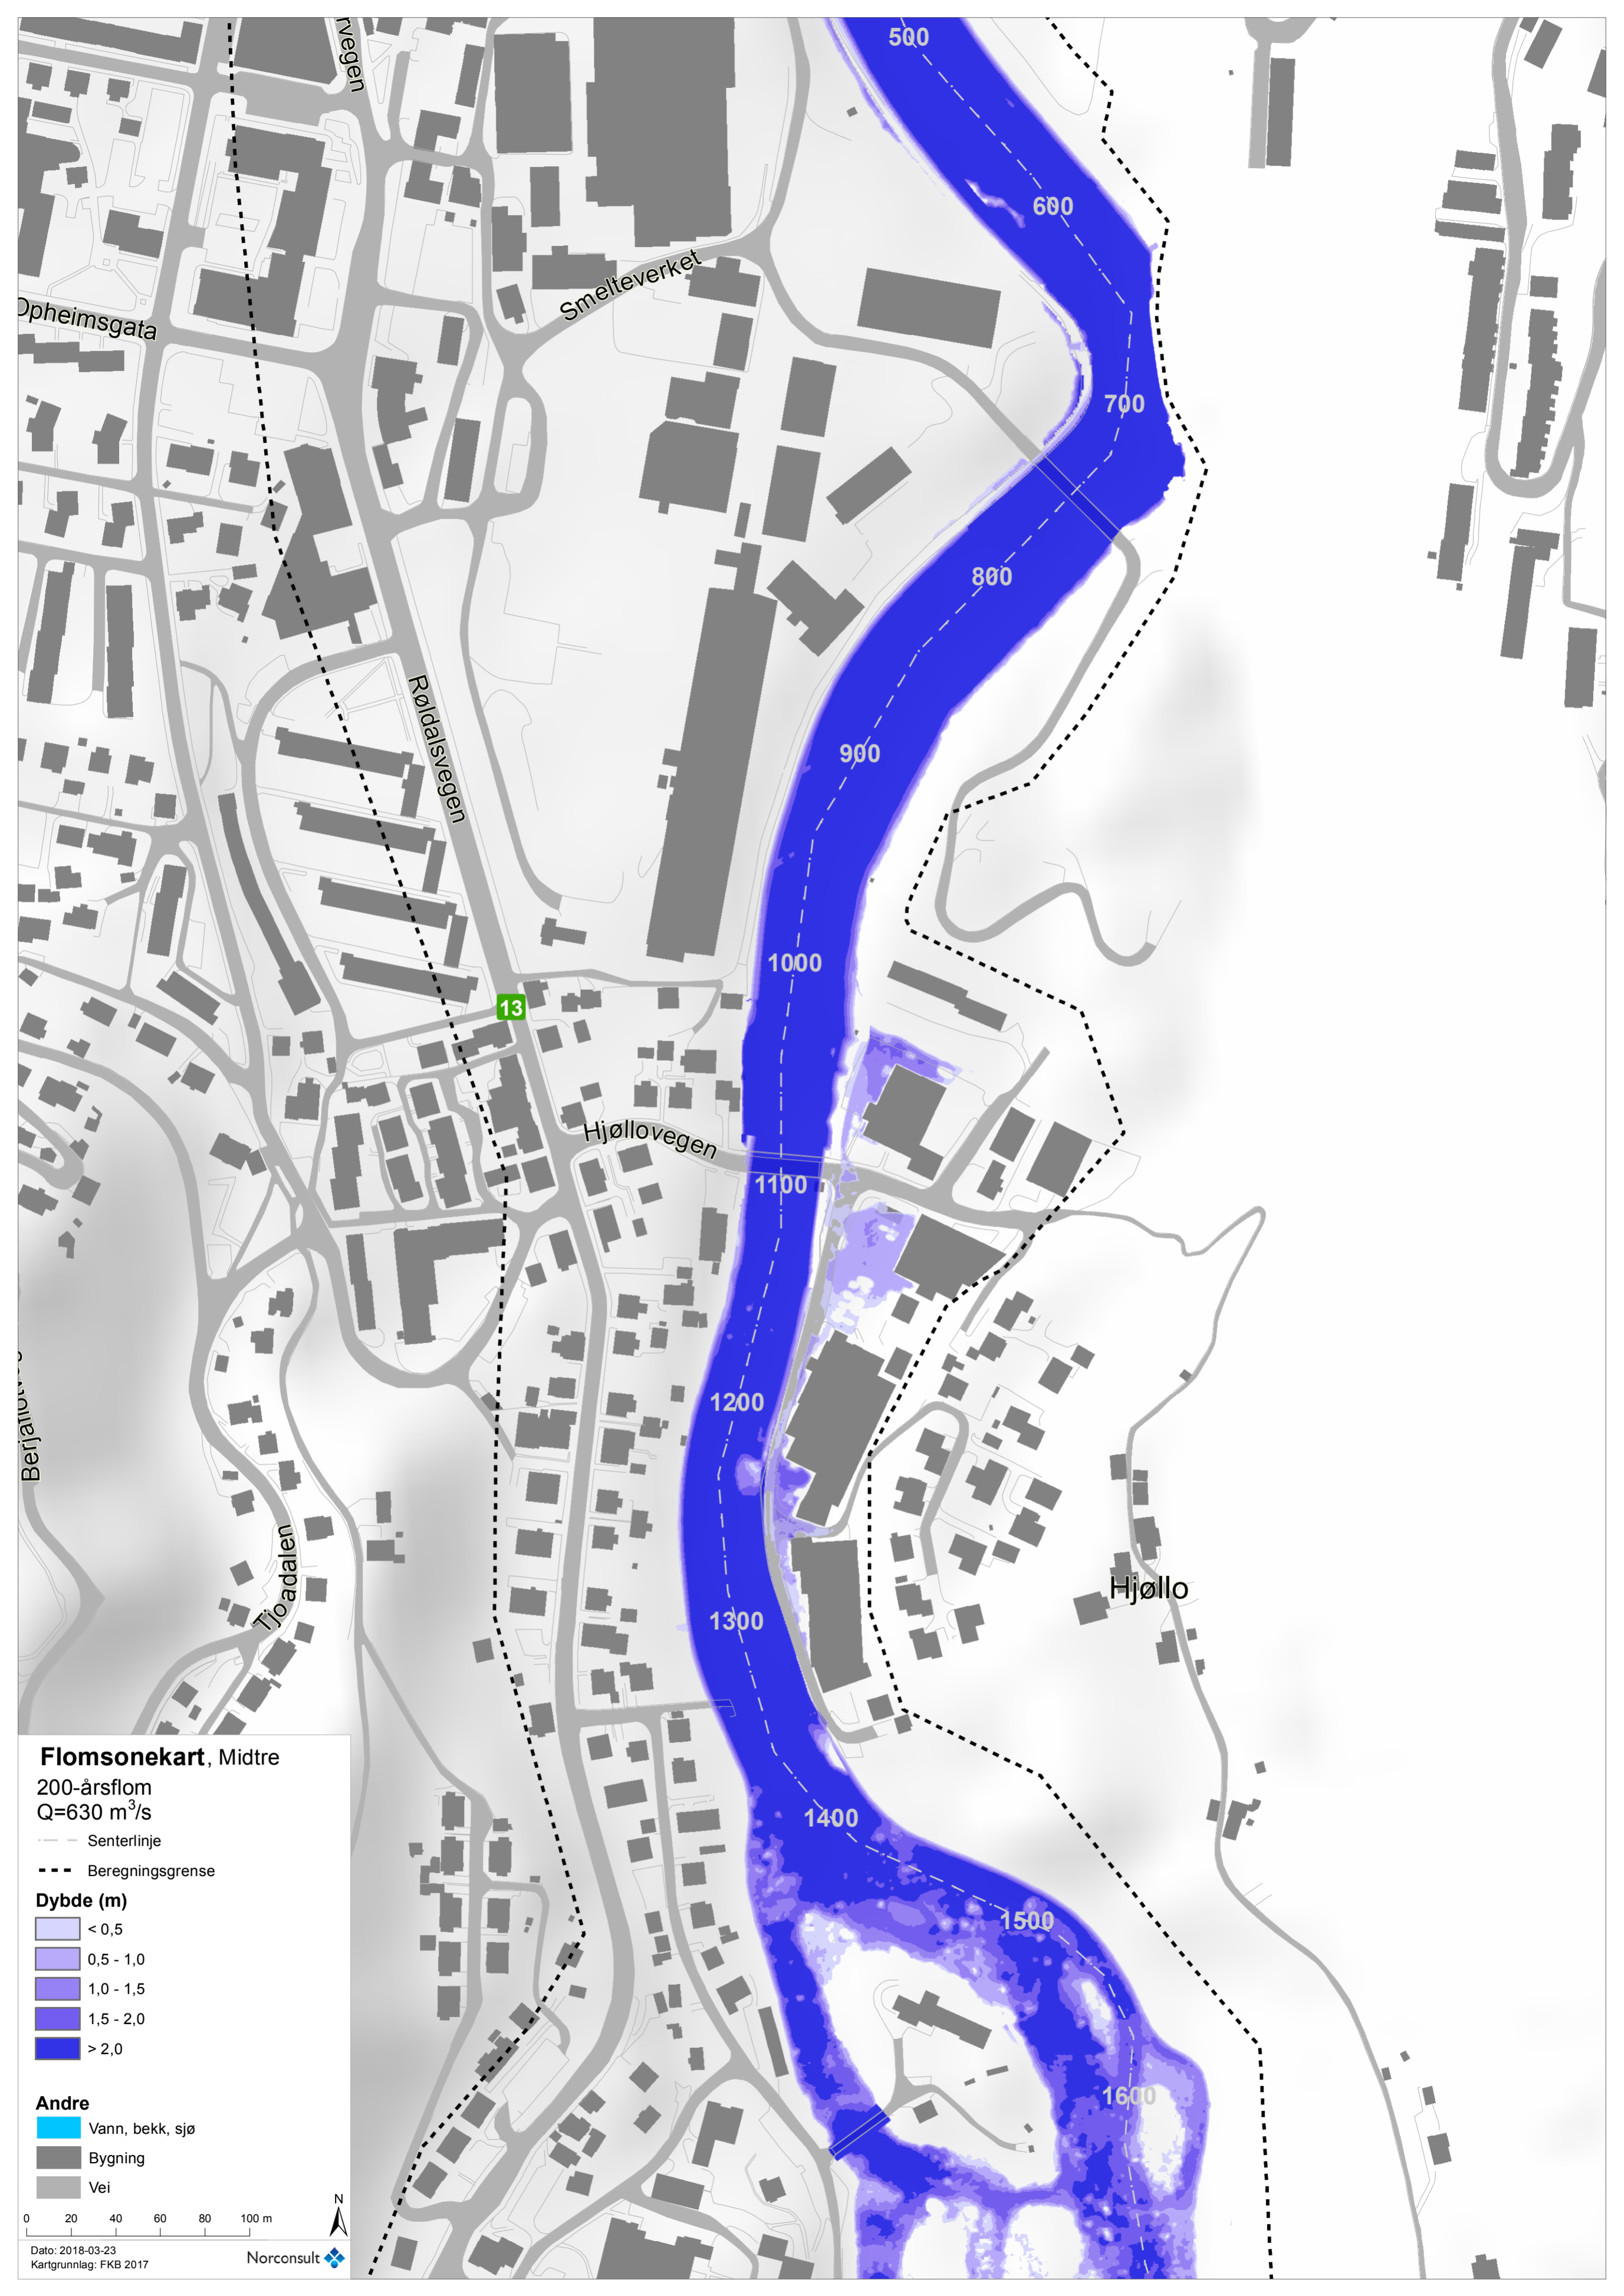 500
600
Smelteverket
Opheimsgata
700
800
Røldalsvegen
900
1000
13
Hjøllovegen
1100
1200
Tjoadalen
Hjøllo
1300
1400
1500
1600
Flomsonekart, Midtre
200-årsflom
Q=630 m³/s
Senterlinje
Beregningsgrense
Dybde (m)
< 0,5
0,5 - 1,0
1,0 - 1,5
1,5 - 2,0
> 2,0
Andre
Vann, bekk, sjø
Bygning
Vei
0 20 40 60 80 100 m
N
Dato: 2018-03-23
Kartgrunnlag: FKB 2017
Norconsult